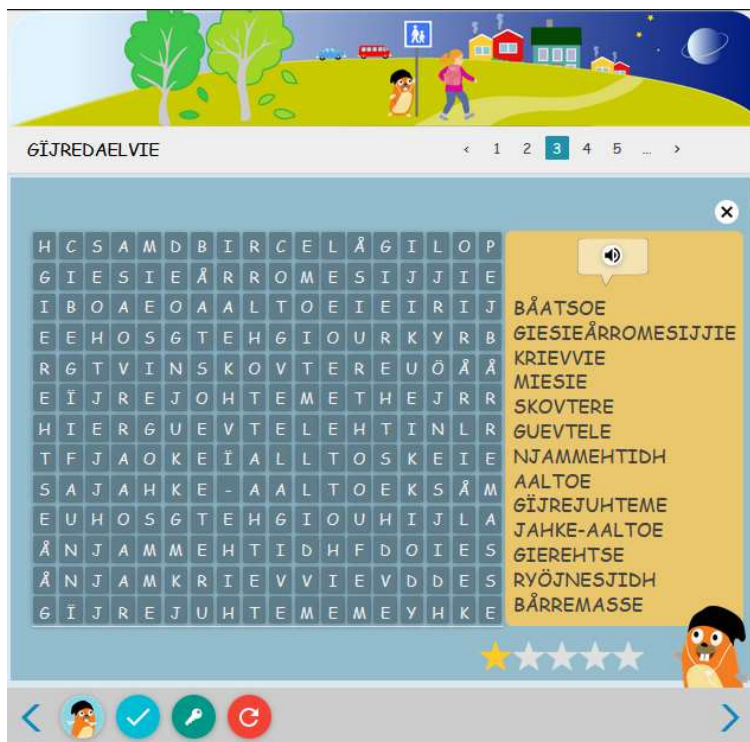 GÏJREDAELVIE
‹ 1 2 3 4 5 ... ›
H C S A M D B I R C E L Å G I L O P
G I E S I E Å R R O M E S I J J I E
I B O A E O A A L T O E I E I R I J
E E H O S G T E H G I O U R K Y R B
R G T V I N S K O V T E R E U Ö Å Å
E Ï J R E J O H T E M E T H E J R R
H I E R G U E V T E L E H T I N L R
T F J A O K E Ï A L L T O S K E I E
S A J A H K E - A A L T O E K S Å M
E U H O S G T E H G I O U H I J L A
Å N J A M M E H T I D H F D O I E S
Å N J A M K R I E V V I E V D D E S
G Ï J R E J U H T E M E M E Y H K E
BÅATSOE
GIESIEÅRROMESIJJIE
KRIEVVIE
MIESIE
SKOVTERE
GUEVTELE
NJAMMEHTIDH
AALTOE
GÏJREJUHTEME
JAHKE-AALTOE
GIEREHTSE
RYÖJNESJIDH
BÅRREMASSE